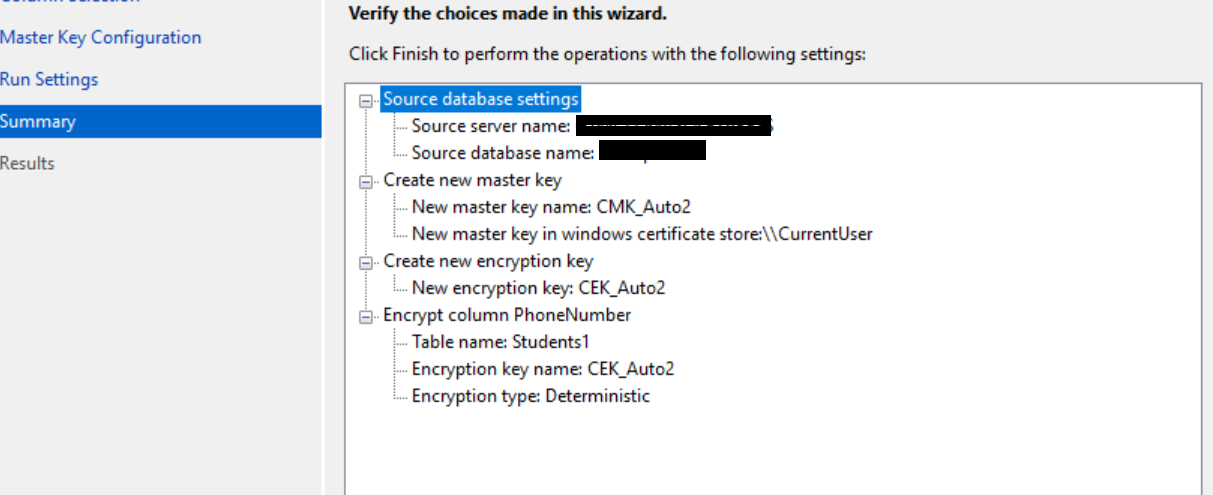 Master Key Configuration
Run Settings
Summary
Results
Verify the choices made in this wizard.
Click Finish to perform the operations with the following settings:
Source database settings
Source server name:
Source database name:
Create new master key
New master key name: CMK_Auto2
New master key in windows certificate store:\\CurrentUser
Create new encryption key
New encryption key: CEK_Auto2
Encrypt column PhoneNumber
Table name: Students1
Encryption key name: CEK_Auto2
Encryption type: Deterministic